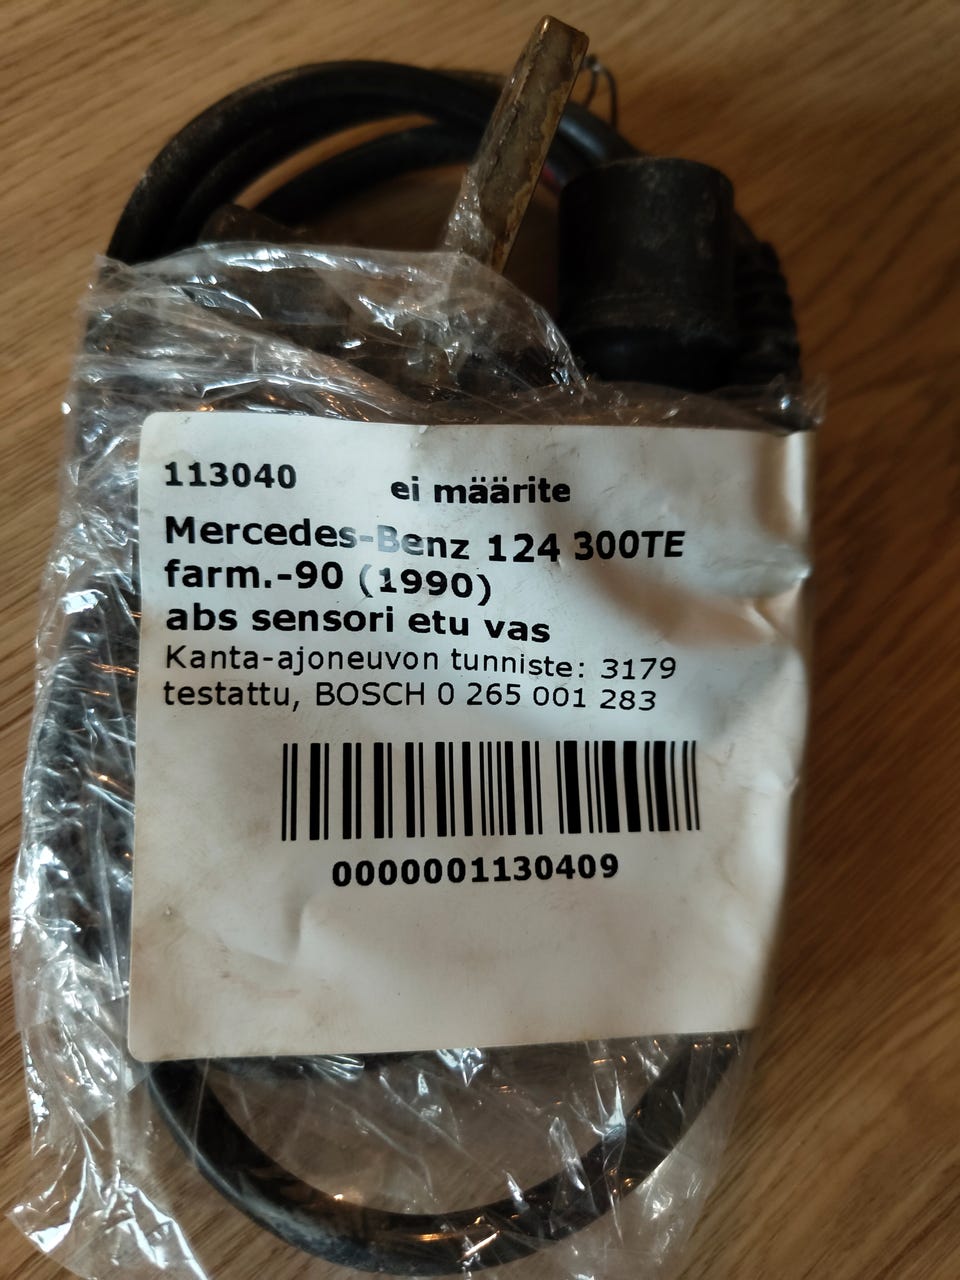 113040 ei määrite
Mercedes-Benz 124 300TE
farm.-90 (1990)
abs sensori etu vas
Kanta-ajoneuvon tunniste: 3179
testattu, BOSCH 0 265 001 283
0000001130409